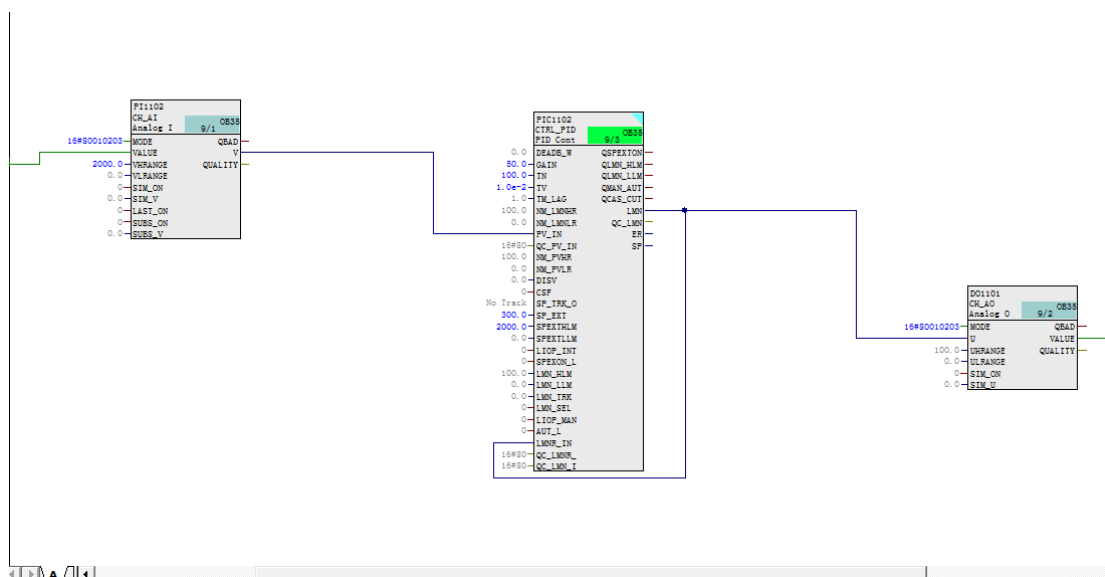 PI1102
CH_AI
Analog I
OB35
9/1
16#80010203 MODE QBAD
VALUE V
2000.0 VHRANGE QUALITY
0.0 VLRANGE
0 SIM_ON
0.0 SIM_V
0 LAST_ON
0 SUBS_ON
0.0 SUBS_V
PIC1102
CTRL_PID
PID Cont
OB35
9/3
0.0 DEADB_W QSPEXTON
50.0 GAIN QLMN_HLM
100.0 TN QLMN_LLM
1.0e-2 TV QMAN_AUT
1.0 TM_LAG QCAS_CUT
100.0 NM_LMNHR LMN
0.0 NM_LMNLR QC_LMN
PV_IN ER
16#80 QC_PV_IN SP
100.0 NM_PVHR
0.0 NM_PVLR
0.0 DISV
0 CSF
No Track SP_TRK_O
300.0 SP_EXT
2000.0 SPEXTHLM
0.0 SPEXTLLM
0 LIOP_INT
0 SPEXON_L
100.0 LMN_HLM
0.0 LMN_LLM
0.0 LMN_TRK
0 LMN_SEL
0 LIOP_MAN
0 AUT_L
LMNR_IN
16#80 QC_LMNR_
16#80 QC_LMN_I
DO1101
CH_AO
Analog O
OB35
9/2
16#80010203 MODE QBAD
U VALUE
100.0 UHRANGE QUALITY
0.0 ULRANGE
0 SIM_ON
0.0 SIM_U
A